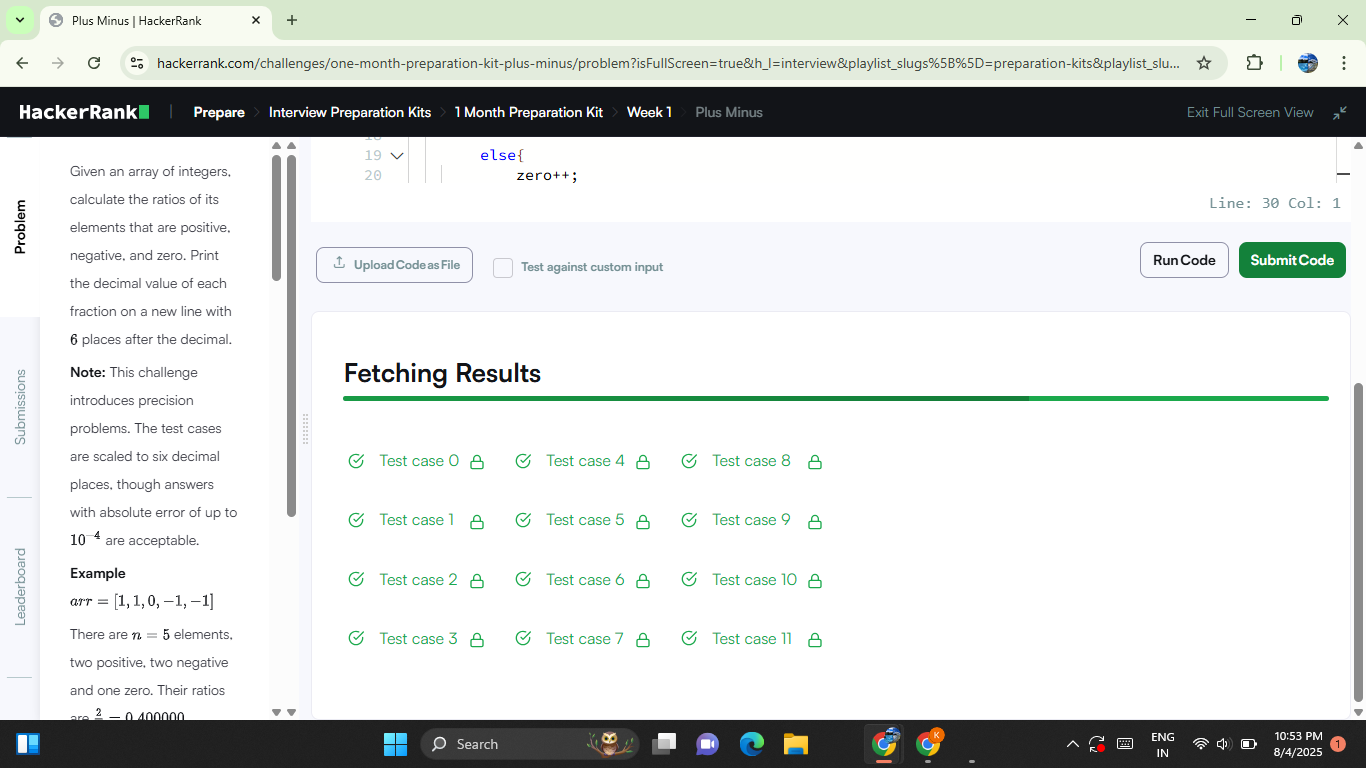 Plus Minus | HackerRank
hackerrank.com/challenges/one-month-preparation-kit-plus-minus/problem?isFullScreen=true&h_l=interview&playlist_slugs%5B%5D=preparation-kits&playlist_slu...
HackerRank
Prepare
Interview Preparation Kits
1 Month Preparation Kit
Week 1
Plus Minus
Exit Full Screen View
Problem
Submissions
Leaderboard
Given an array of integers,
calculate the ratios of its
elements that are positive,
negative, and zero. Print
the decimal value of each
fraction on a new line with
6 places after the decimal.
Note: This challenge
introduces precision
problems. The test cases
are scaled to six decimal
places, though answers
with absolute error of up to
10⁻⁴ are acceptable.
Example
arr = [1, 1, 0, −1, −1]
There are n = 5 elements,
two positive, two negative
and one zero. Their ratios
19 else{
20 zero++;
Line: 30 Col: 1
Upload Code as File
Test against custom input
Run Code
Submit Code
Fetching Results
Test case 0
Test case 4
Test case 8
Test case 1
Test case 5
Test case 9
Test case 2
Test case 6
Test case 10
Test case 3
Test case 7
Test case 11
Search
K
ENG
IN
10:53 PM
8/4/2025
1